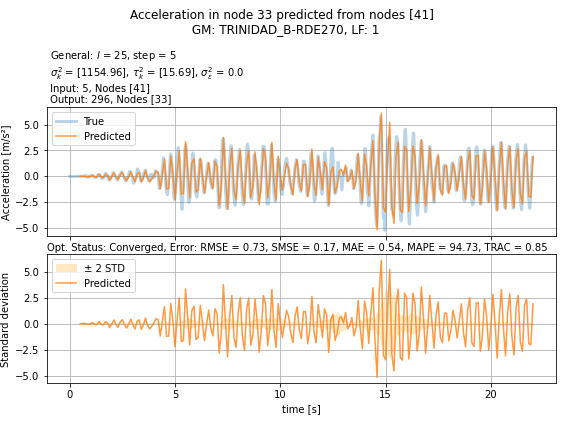 Acceleration in node 33 predicted from nodes [41]
GM: TRINIDAD_B-RDE270, LF: 1
General: l = 25, step = 5
σ²ₖ = [1154.96], τ²ₖ = [15.69], σ²ε = 0.0
Input: 5, Nodes [41]
Output: 296, Nodes [33]
Acceleration [m/s²]
5.0
2.5
0.0
−2.5
−5.0
True
Predicted
Opt. Status: Converged, Error: RMSE = 0.73, SMSE = 0.17, MAE = 0.54, MAPE = 94.73, TRAC = 0.85
Standard deviation
5.0
2.5
0.0
−2.5
−5.0
± 2 STD
Predicted
0
5
10
15
20
time [s]